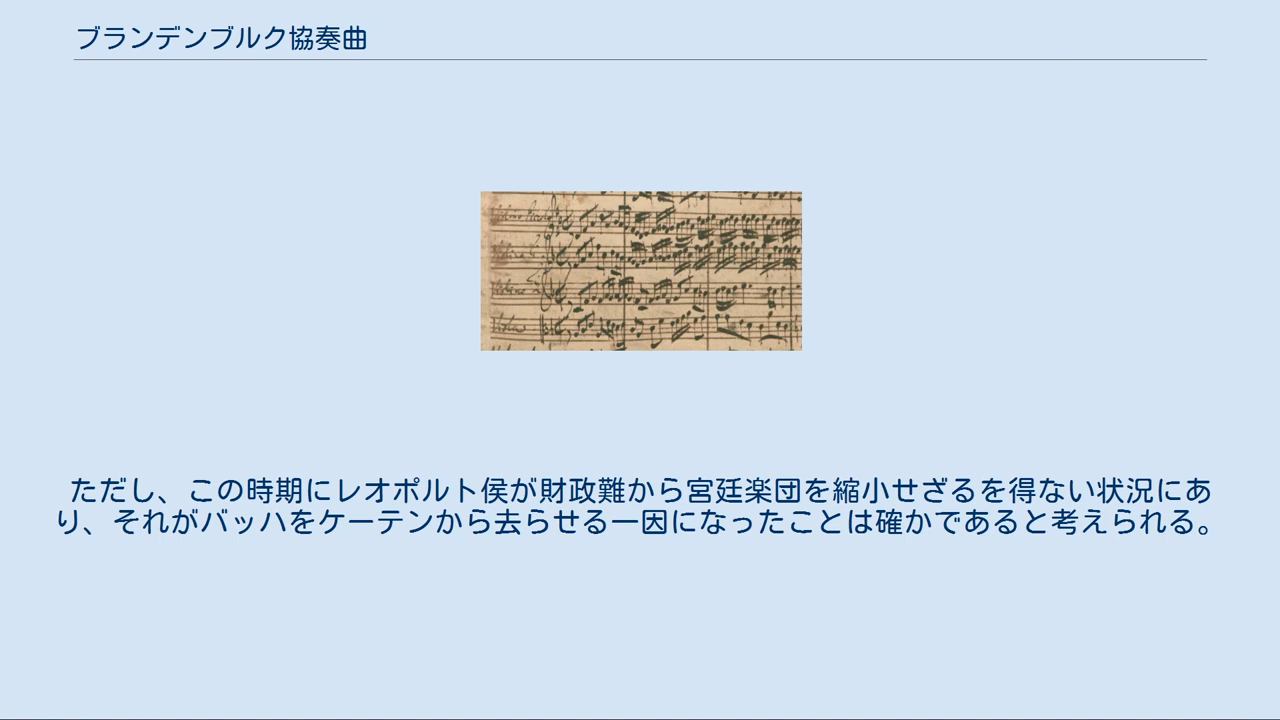 ブランデンブルク協奏曲
ただし、この時期にレオポルト侯が財政難から宮廷楽団を縮小せざるを得ない状況にあ
り、それがバッハをケーテンから去らせる一因になったことは確かであると考えられる。